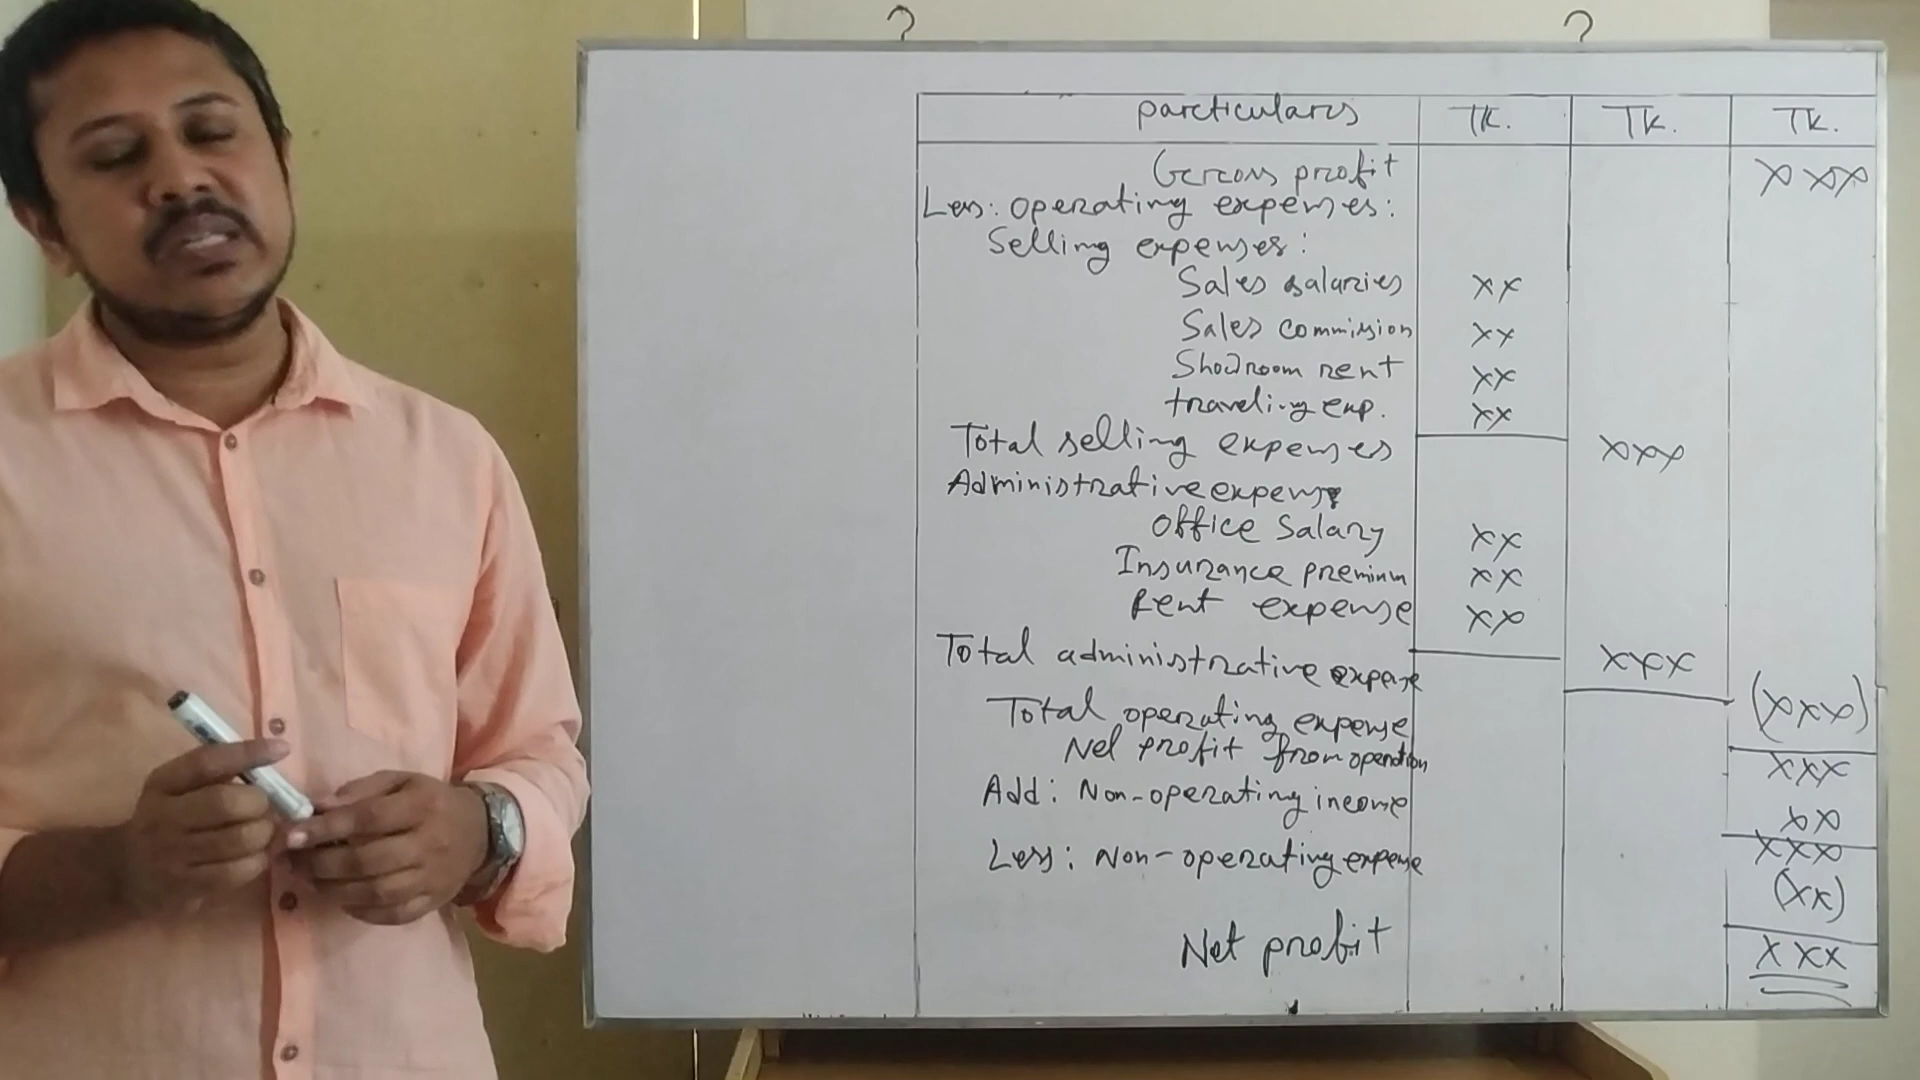 Particulars TK. TK. TK.
Gross profit XXX
Less: operating expenses:
Selling expenses:
Sales salaries XX
Sales commission XX
Showroom rent XX
traveling exp. XX
Total selling expenses XXX
Administrative expense
Office Salary XX
Insurance premium XX
Rent expense XX
Total administrative expense XXX
Total operating expense (XXX)
Net profit from operation XXX
Add: Non-operating income XX
XXX
Less: Non-operating expense (XX)
Net profit XXX